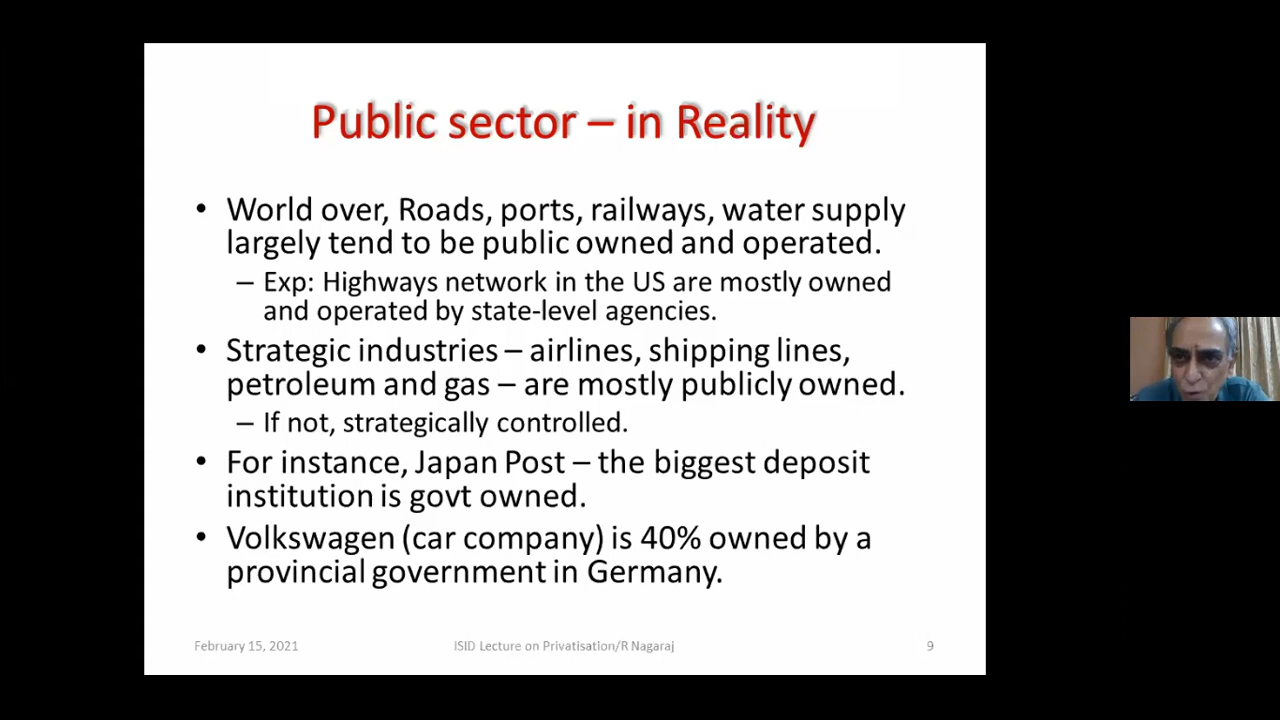 Public sector – in Reality
• World over, Roads, ports, railways, water supply
largely tend to be public owned and operated.
– Exp: Highways network in the US are mostly owned
and operated by state-level agencies.
• Strategic industries – airlines, shipping lines,
petroleum and gas – are mostly publicly owned.
– If not, strategically controlled.
• For instance, Japan Post – the biggest deposit
institution is govt owned.
• Volkswagen (car company) is 40% owned by a
provincial government in Germany.
February 15, 2021
ISID Lecture on Privatisation/R Nagaraj
9